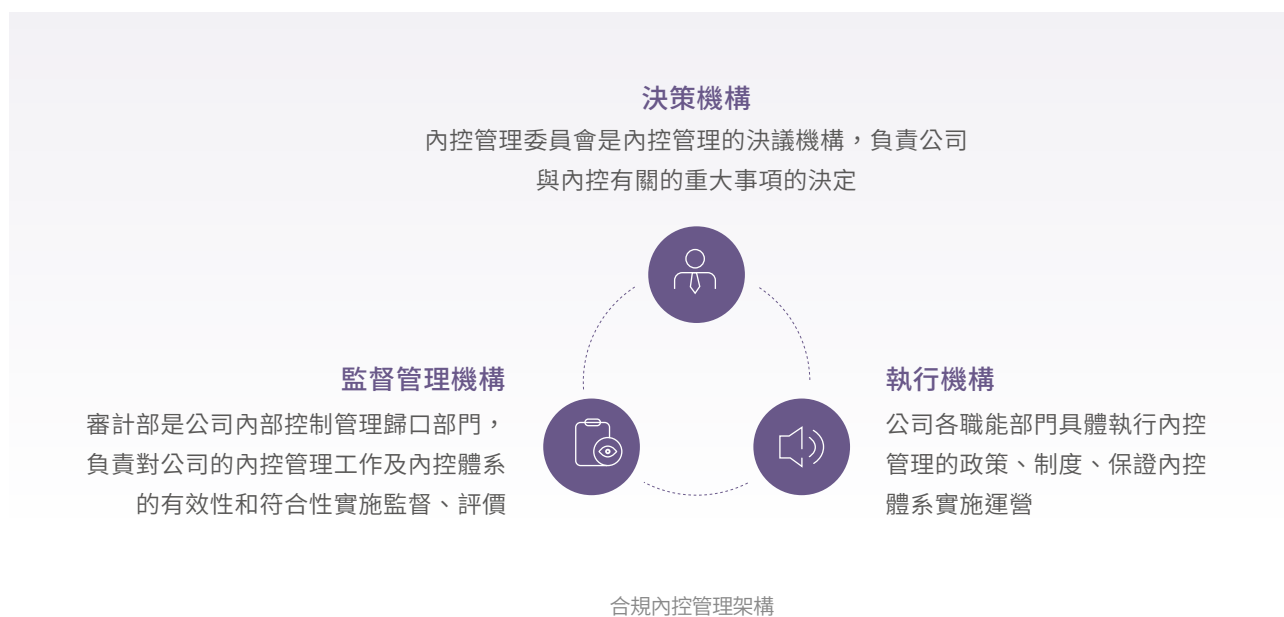 決策機構
內控管理委員會是內控管理的決議機構，負責公司
與內控有關的重大事項的決定
監督管理機構
審計部是公司內部控制管理歸口部門，
負責對公司的內控管理工作及內控體系
的有效性和符合性實施監督、評價
執行機構
公司各職能部門具體執行內控
管理的政策、制度、保證內控
體系實施運營
合規內控管理架構